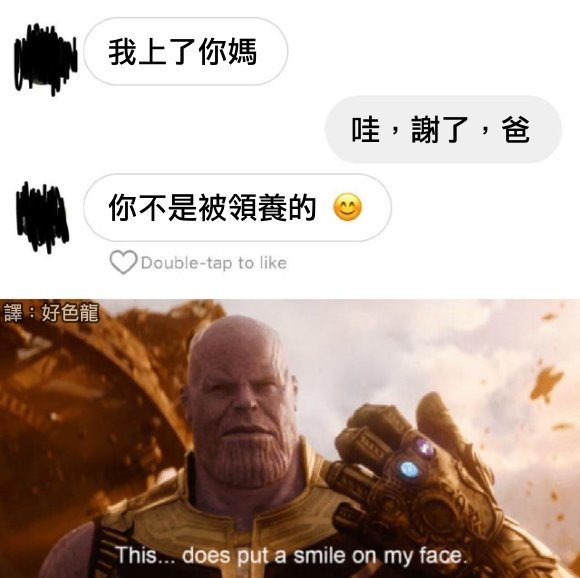 我上了你媽
哇，謝了，爸
你不是被領養的 😊
Double-tap to like
譯：好色龍
This... does put a smile on my face.